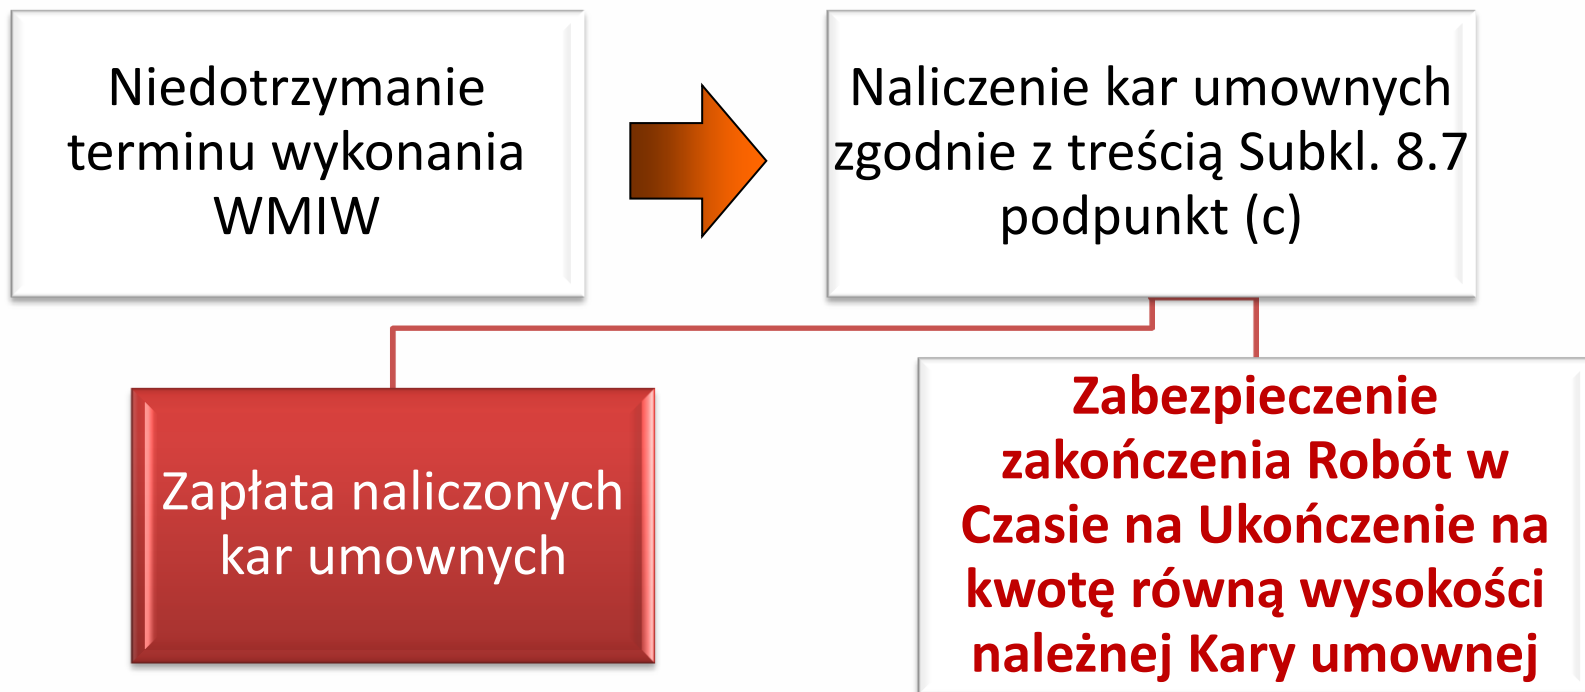 Niedotrzymanie
terminu wykonania
WMIW
Naliczenie kar umownych
zgodnie z treścią Subkl. 8.7
podpunkt (c)
Zapłata naliczonych
kar umownych
Zabezpieczenie
zakończenia Robót w
Czasie na Ukończenie na
kwotę równą wysokości
należnej Kary umownej